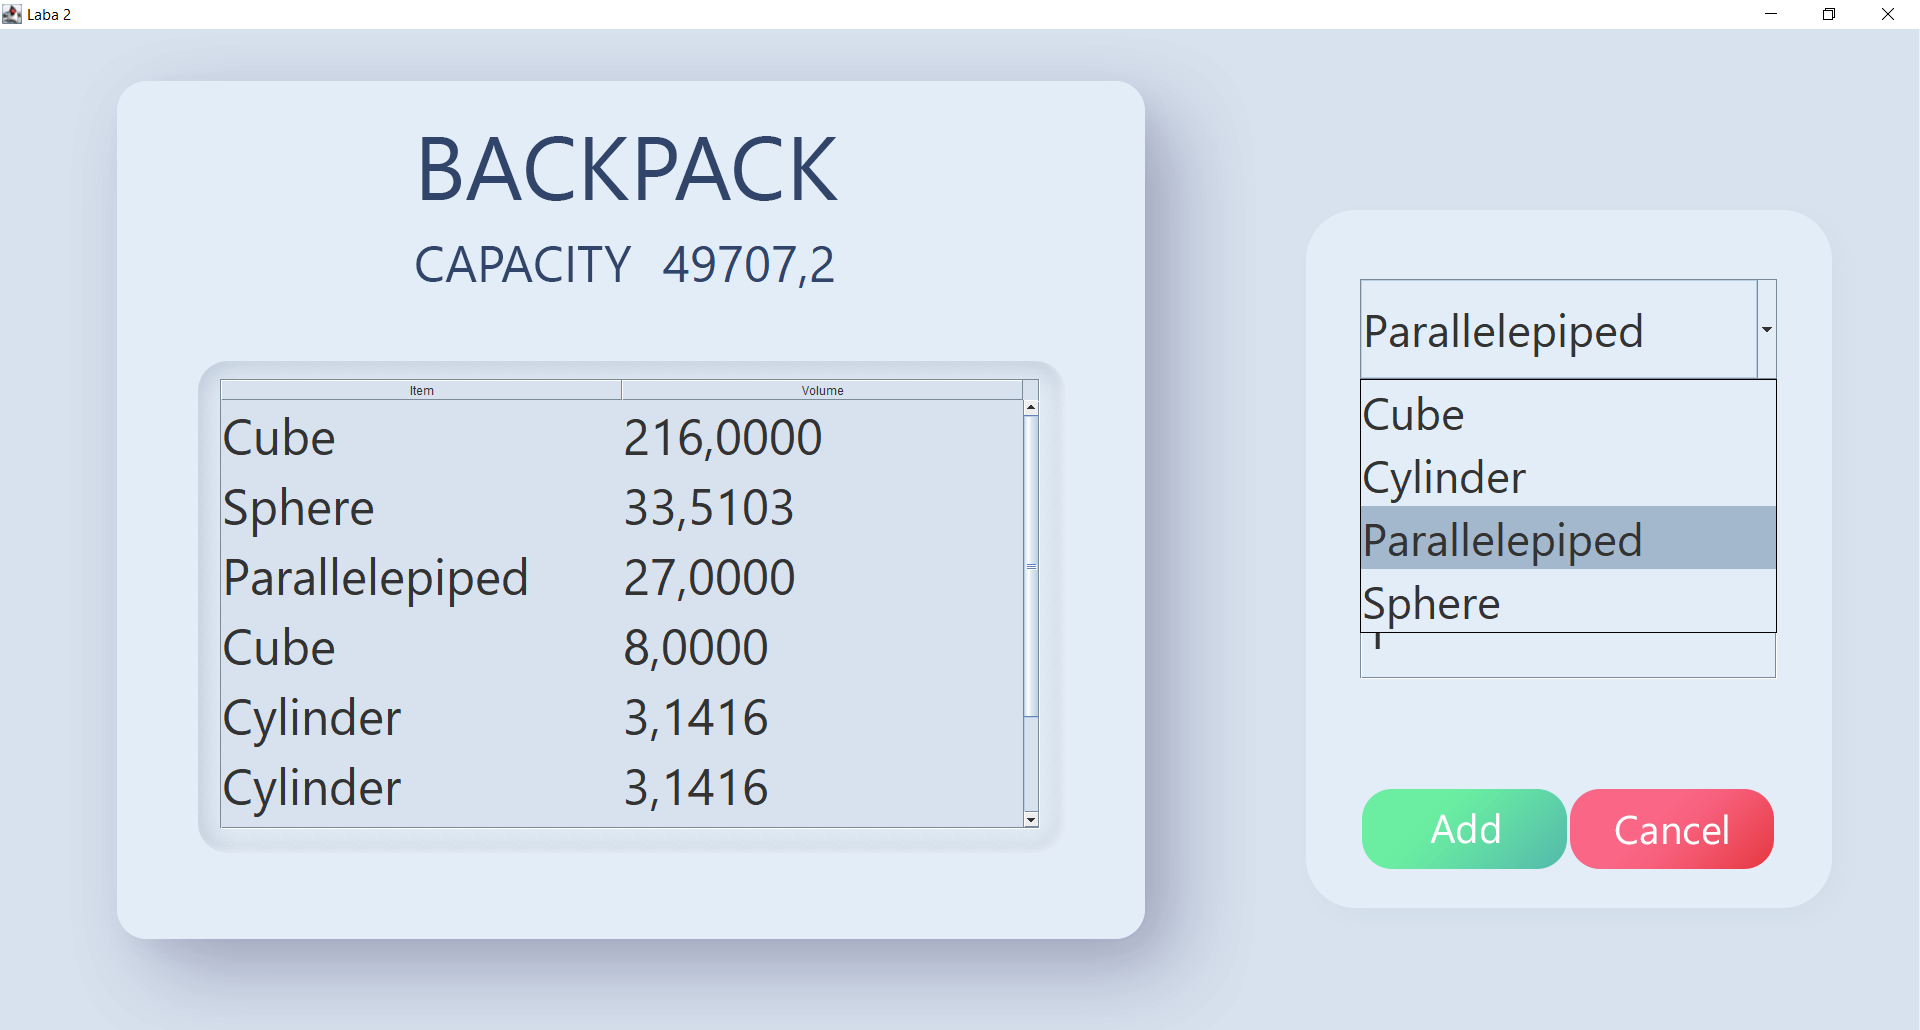 Laba 2
BACKPACK
CAPACITY 49707,2
Item Volume
Cube 216,0000
Sphere 33,5103
Parallelepiped 27,0000
Cube 8,0000
Cylinder 3,1416
Cylinder 3,1416
Parallelepiped
Cube
Cylinder
Parallelepiped
Sphere
Add Cancel